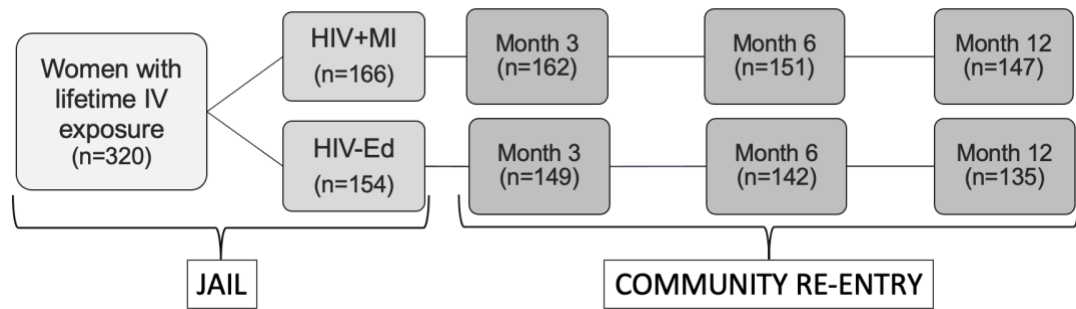 Women with
lifetime IV
exposure
(n=320)
HIV+MI
(n=166)
Month 3
(n=162)
Month 6
(n=151)
Month 12
(n=147)
HIV-Ed
(n=154)
Month 3
(n=149)
Month 6
(n=142)
Month 12
(n=135)
JAIL
COMMUNITY RE-ENTRY